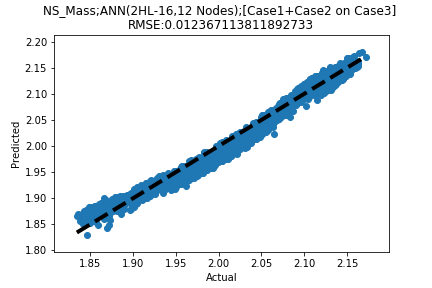 NS_Mass;ANN(2HL-16,12 Nodes);[Case1+Case2 on Case3]
RMSE:0.012367113811892733
2.20
2.15
2.10
2.05
2.00
1.95
1.90
1.85
1.80
Predicted
1.85 1.90 1.95 2.00 2.05 2.10 2.15
Actual